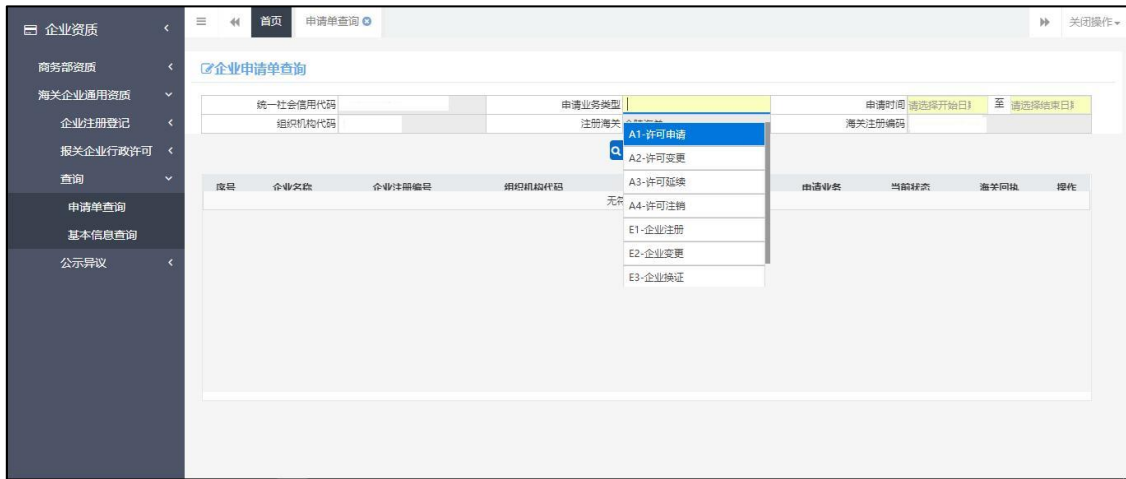 企业资质
首页
申请单查询
关闭操作
商务部资质
海关企业通用资质
企业注册登记
报关企业行政许可
查询
申请单查询
基本信息查询
公示异议
企业申请单查询
统一社会信用代码
申请业务类型
申请时间 请选择开始日期 至 请选择结束日期
组织机构代码
注册海关
海关注册编码
A1-许可申请
A2-许可变更
A3-许可延续
A4-许可注销
E1-企业注册
E2-企业变更
E3-企业换证
序号 企业名称 企业注册编号 组织机构代码 申请业务 当前状态 海关回执 操作
无符